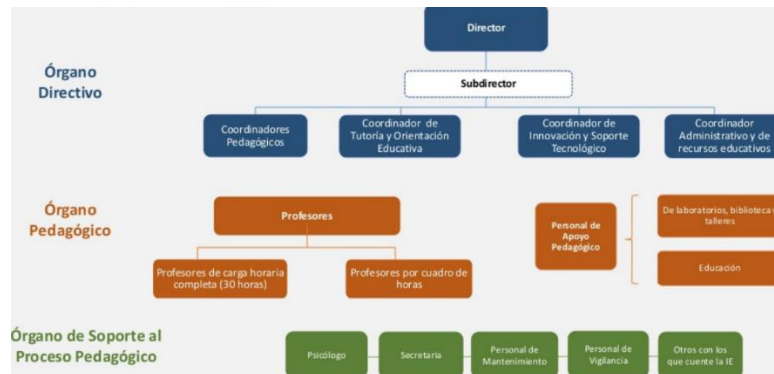 Director
Órgano
Directivo
Subdirector
Coordinadores
Pedagógicos
Coordinador de
Tutoría y Orientación
Educativa
Coordinador de
Innovación y Soporte
Tecnológico
Coordinador
Administrativo y de
recursos educativos
Órgano
Pedagógico
Profesores
Profesores de carga horaria
completa (30 horas)
Profesores por cuadro de
horas
Personal de
Apoyo
Pedagógico
De laboratorios, biblioteca y
talleres
Educación
Órgano de Soporte al
Proceso Pedagógico
Psicólogo
Secretaria
Personal de
Mantenimiento
Personal de
Vigilancia
Otros con los
que cuente la IE